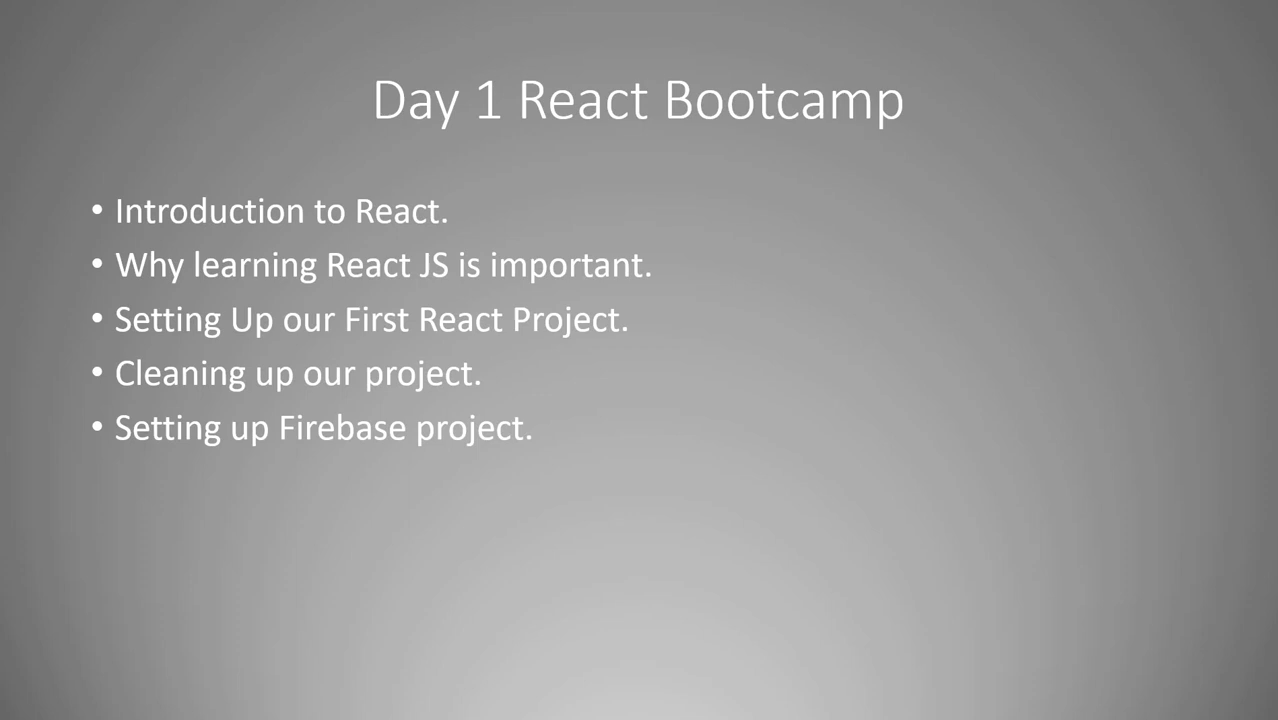 Day 1 React Bootcamp
• Introduction to React.
• Why learning React JS is important.
• Setting Up our First React Project.
• Cleaning up our project.
• Setting up Firebase project.